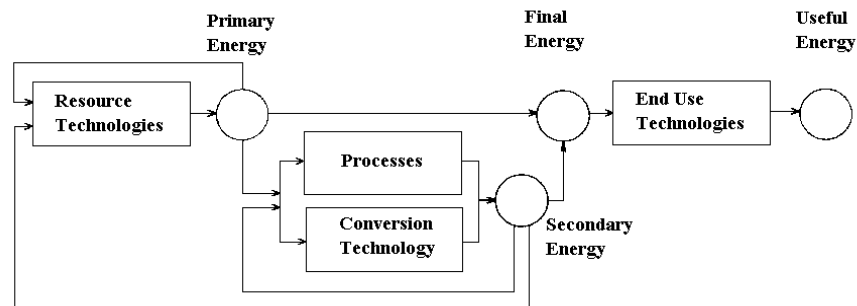 Primary
Energy
Final
Energy
Useful
Energy
Resource
Technologies
End Use
Technologies
Processes
Conversion
Technology
Secondary
Energy